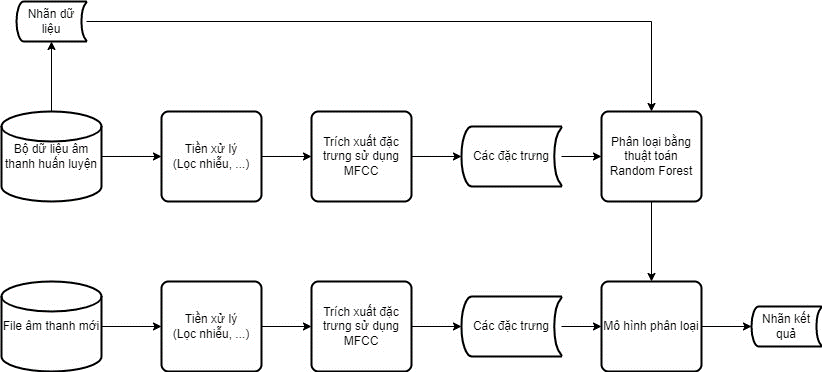 Nhãn dữ
liệu
Bộ dữ liệu âm
thanh huấn luyện
Tiền xử lý
(Lọc nhiễu, ...)
Trích xuất đặc
trưng sử dụng
MFCC
Các đặc trưng
Phân loại bằng
thuật toán
Random Forest
File âm thanh mới
Tiền xử lý
(Lọc nhiễu, ...)
Trích xuất đặc
trưng sử dụng
MFCC
Các đặc trưng
Mô hình phân loại
Nhãn kết
quả